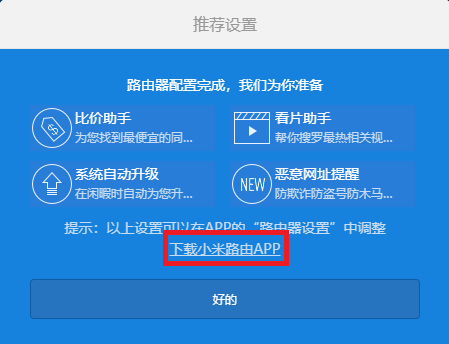 推荐设置
路由器配置完成，我们为你准备
比价助手
为您找到最便宜的同...
看片助手
帮你搜罗最热相关视...
系统自动升级
在闲暇时自动为您升...
NEW
恶意网址提醒
防欺诈防盗号防木马...
提示：以上设置可以在APP的“路由器设置”中调整
下载小米路由APP
好的